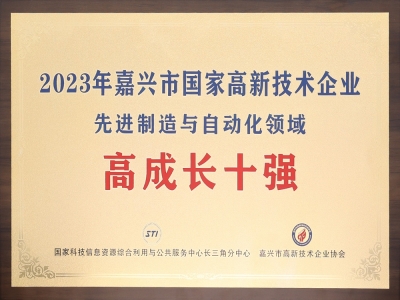 2023年嘉兴市国家高新技术企业
先进制造与自动化领域
高成长十强
STI
国家科技信息资源综合利用与公共服务中心长三角分中心 嘉兴市高新技术企业协会